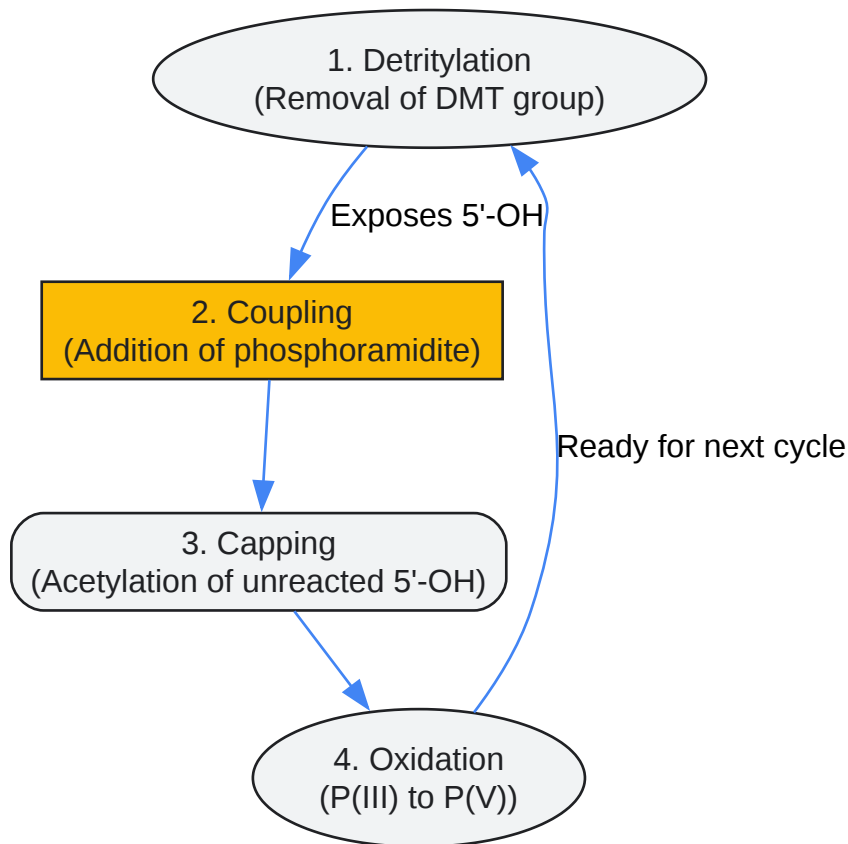 1. Detritylation
(Removal of DMT group)
Exposes 5'-OH
2. Coupling
(Addition of phosphoramidite)
Ready for next cycle
3. Capping
(Acetylation of unreacted 5'-OH)
4. Oxidation
(P(III) to P(V))